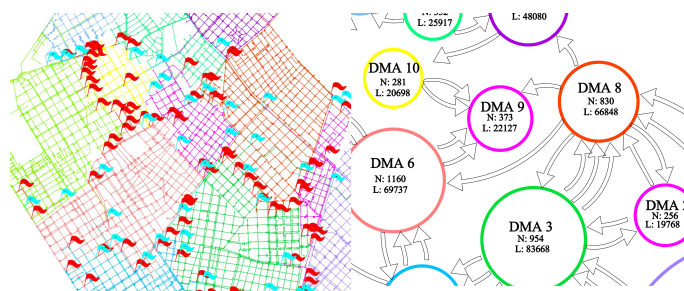 L: 25917
L: 48080
DMA 10
N: 281
L: 20698
DMA 9
N: 373
L: 22127
DMA 8
N: 830
L: 66848
DMA 6
N: 1160
L: 69737
DMA 3
N: 954
L: 83668
DMA
N: 256
L: 19768